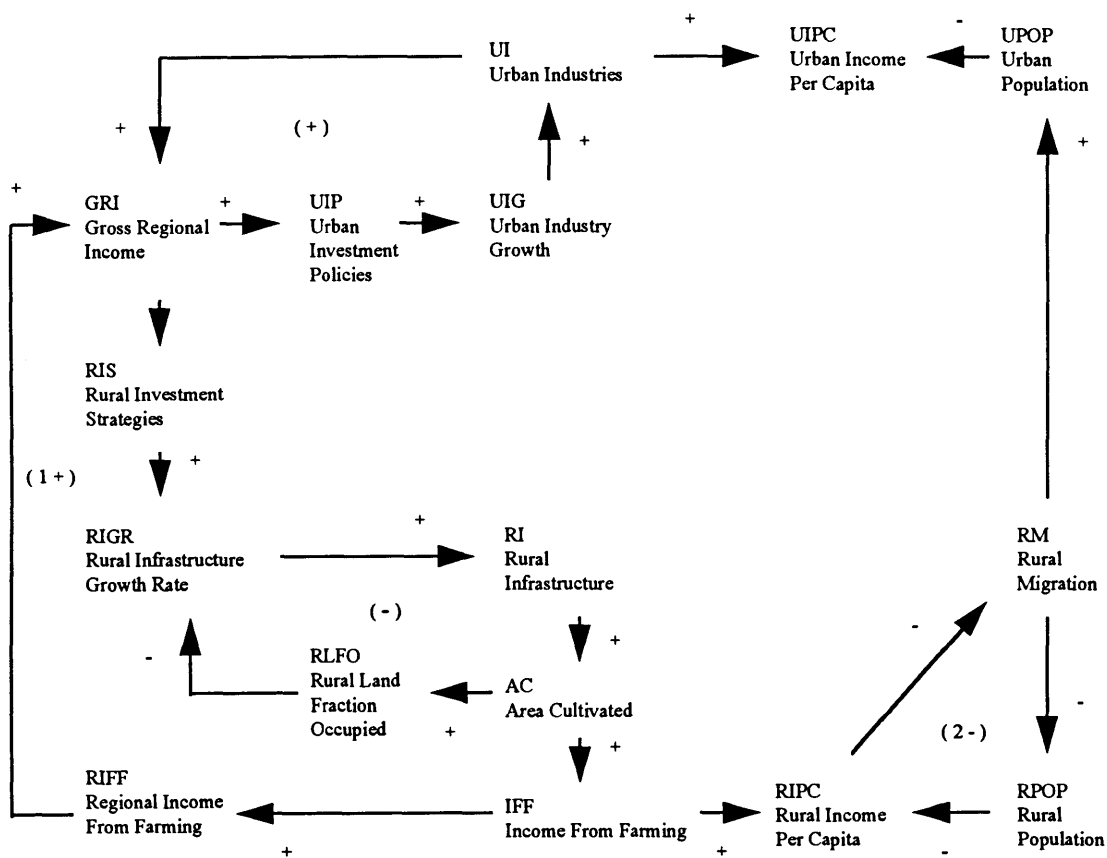 +
-
UI
Urban Industries
UIPC
Urban Income
Per Capita
UPOP
Urban
Population
+
(+)
+
+
+
GRI
Gross Regional
Income
+
UIP
Urban
Investment
Policies
+
UIG
Urban Industry
Growth
RIS
Rural Investment
Strategies
(1+)
+
RIGR
Rural Infrastructure
Growth Rate
+
RI
Rural
Infrastructure
RM
Rural
Migration
(-)
-
RLFO
Rural Land
Fraction
Occupied
+
AC
Area Cultivated
+
+
-
-
(2-)
RIFF
Regional Income
From Farming
+
IFF
Income From Farming
+
RIPC
Rural Income
Per Capita
-
RPOP
Rural
Population